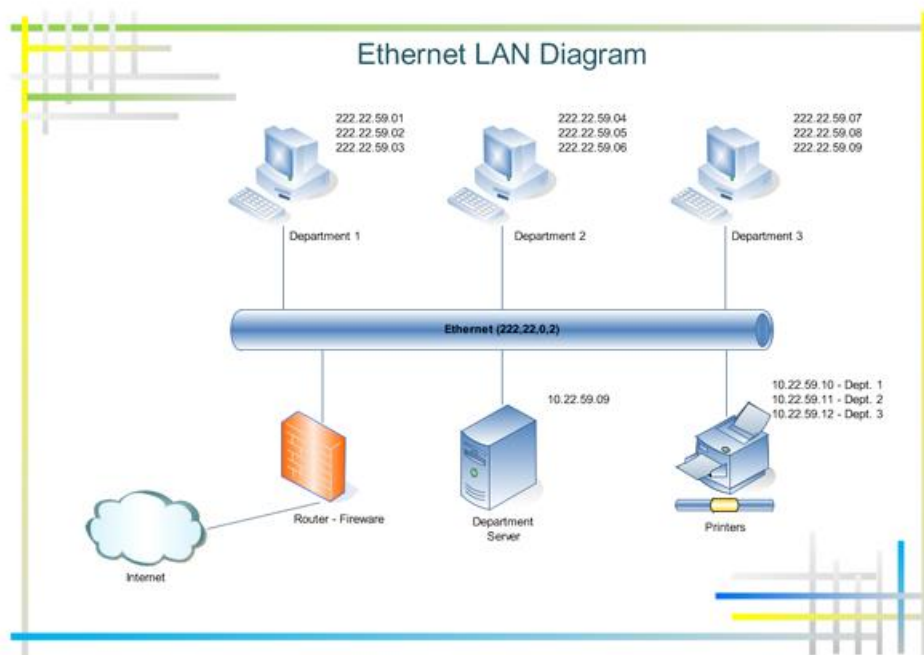 Ethernet LAN Diagram
222.22.59.01
222.22.59.02
222.22.59.03
222.22.59.04
222.22.59.05
222.22.59.06
222.22.59.07
222.22.59.08
222.22.59.09
Department 1
Department 2
Department 3
Ethernet (222,22,0,2)
10.22.59.09
10.22.59.10 - Dept. 1
10.22.59.11 - Dept. 2
10.22.59.12 - Dept. 3
Router - Fireware
Department
Server
Printers
Internet